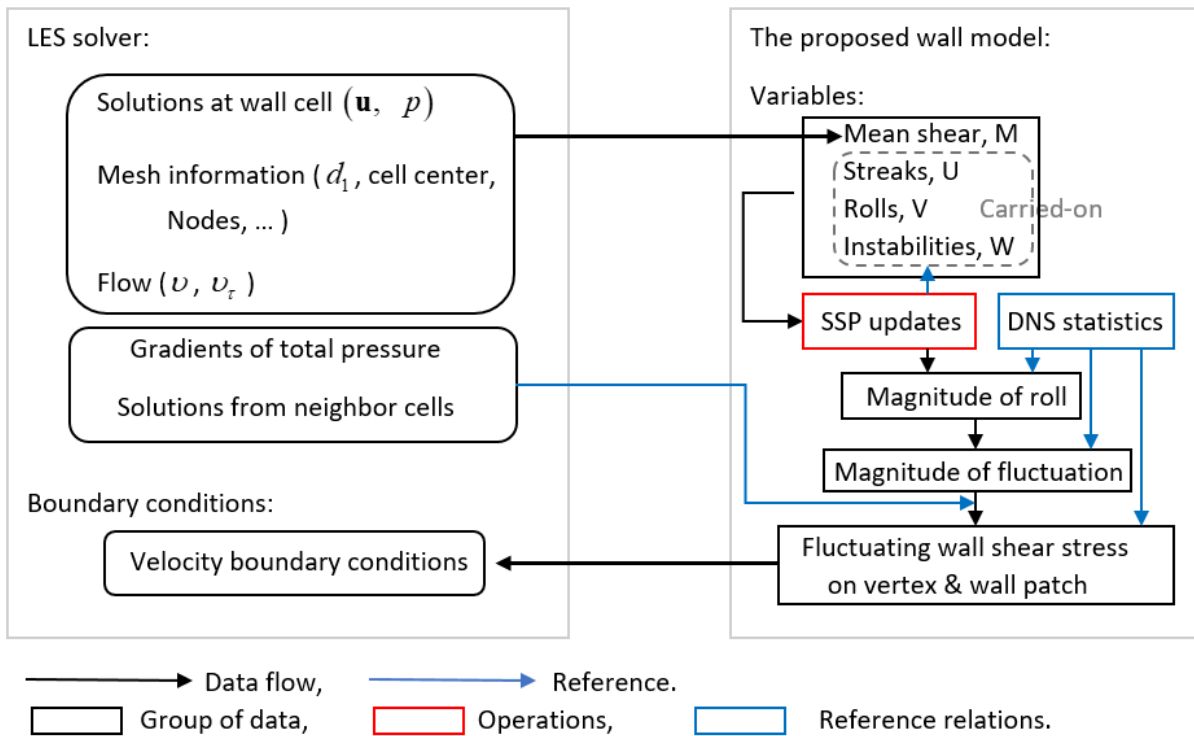 LES solver:
Solutions at wall cell (u, p)
Mesh information ( d₁ , cell center,
Nodes, ... )
Flow ( υ , υ_τ )
Gradients of total pressure
Solutions from neighbor cells
Boundary conditions:
Velocity boundary conditions
The proposed wall model:
Variables:
Mean shear, M
Streaks, U
Rolls, V
Carried-on
Instabilities, W
SSP updates
DNS statistics
Magnitude of roll
Magnitude of fluctuation
Fluctuating wall shear stress
on vertex & wall patch
Data flow,
Reference.
Group of data,
Operations,
Reference relations.